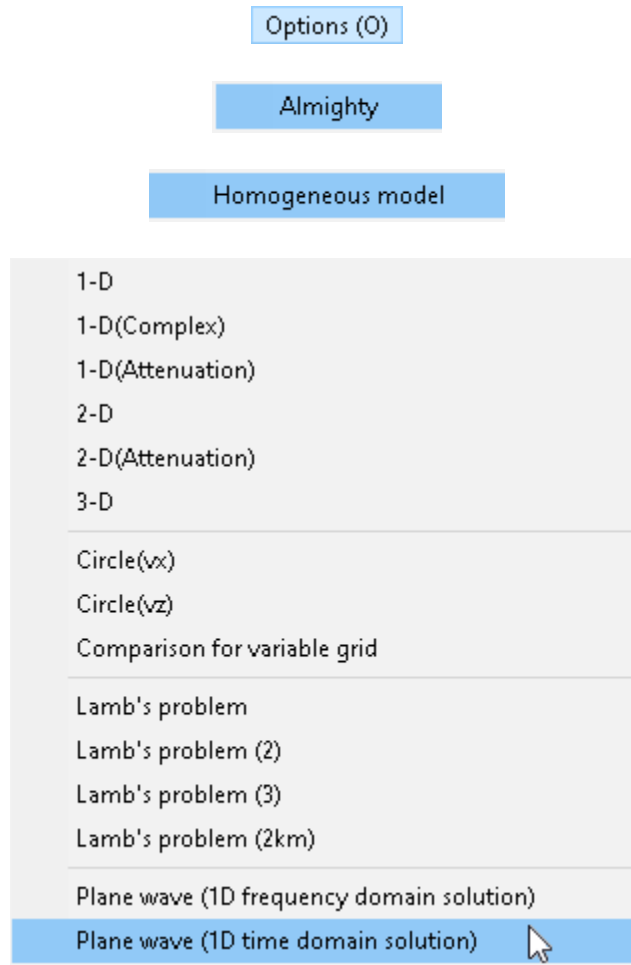 Options (O)
Almighty
Homogeneous model
1-D
1-D(Complex)
1-D(Attenuation)
2-D
2-D(Attenuation)
3-D
Circle(vx)
Circle(vz)
Comparison for variable grid
Lamb's problem
Lamb's problem (2)
Lamb's problem (3)
Lamb's problem (2km)
Plane wave (1D frequency domain solution)
Plane wave (1D time domain solution)